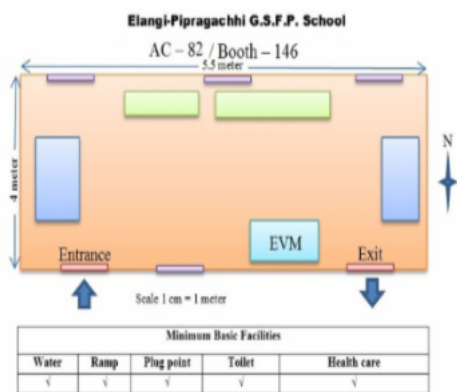 Elangi-Pipragachhi G.S.F.P. School
AC – 82 / Booth – 146
5.5 meter
4 meter
N
EVM
Entrance
Exit
Scale 1 cm = 1 meter
Minimum Basic Facilities
Water Ramp Plug point Toilet Health care
√ √ √ √ √